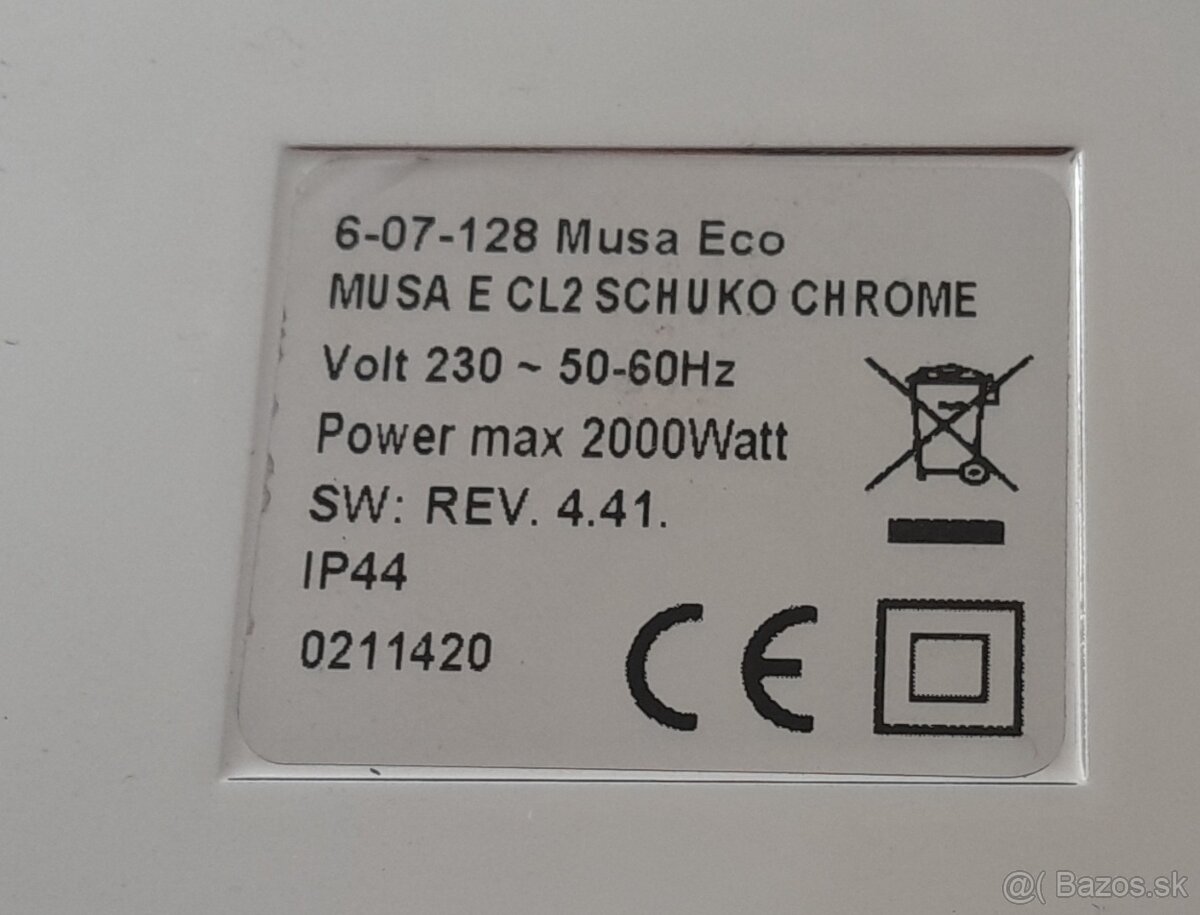 6-07-128 Musa Eco
MUSA E CL2 SCHUKO CHROME
Volt 230 ~ 50-60Hz
Power max 2000Watt
SW: REV. 4.41.
IP44
0211420
CE
@( Bazos.sk